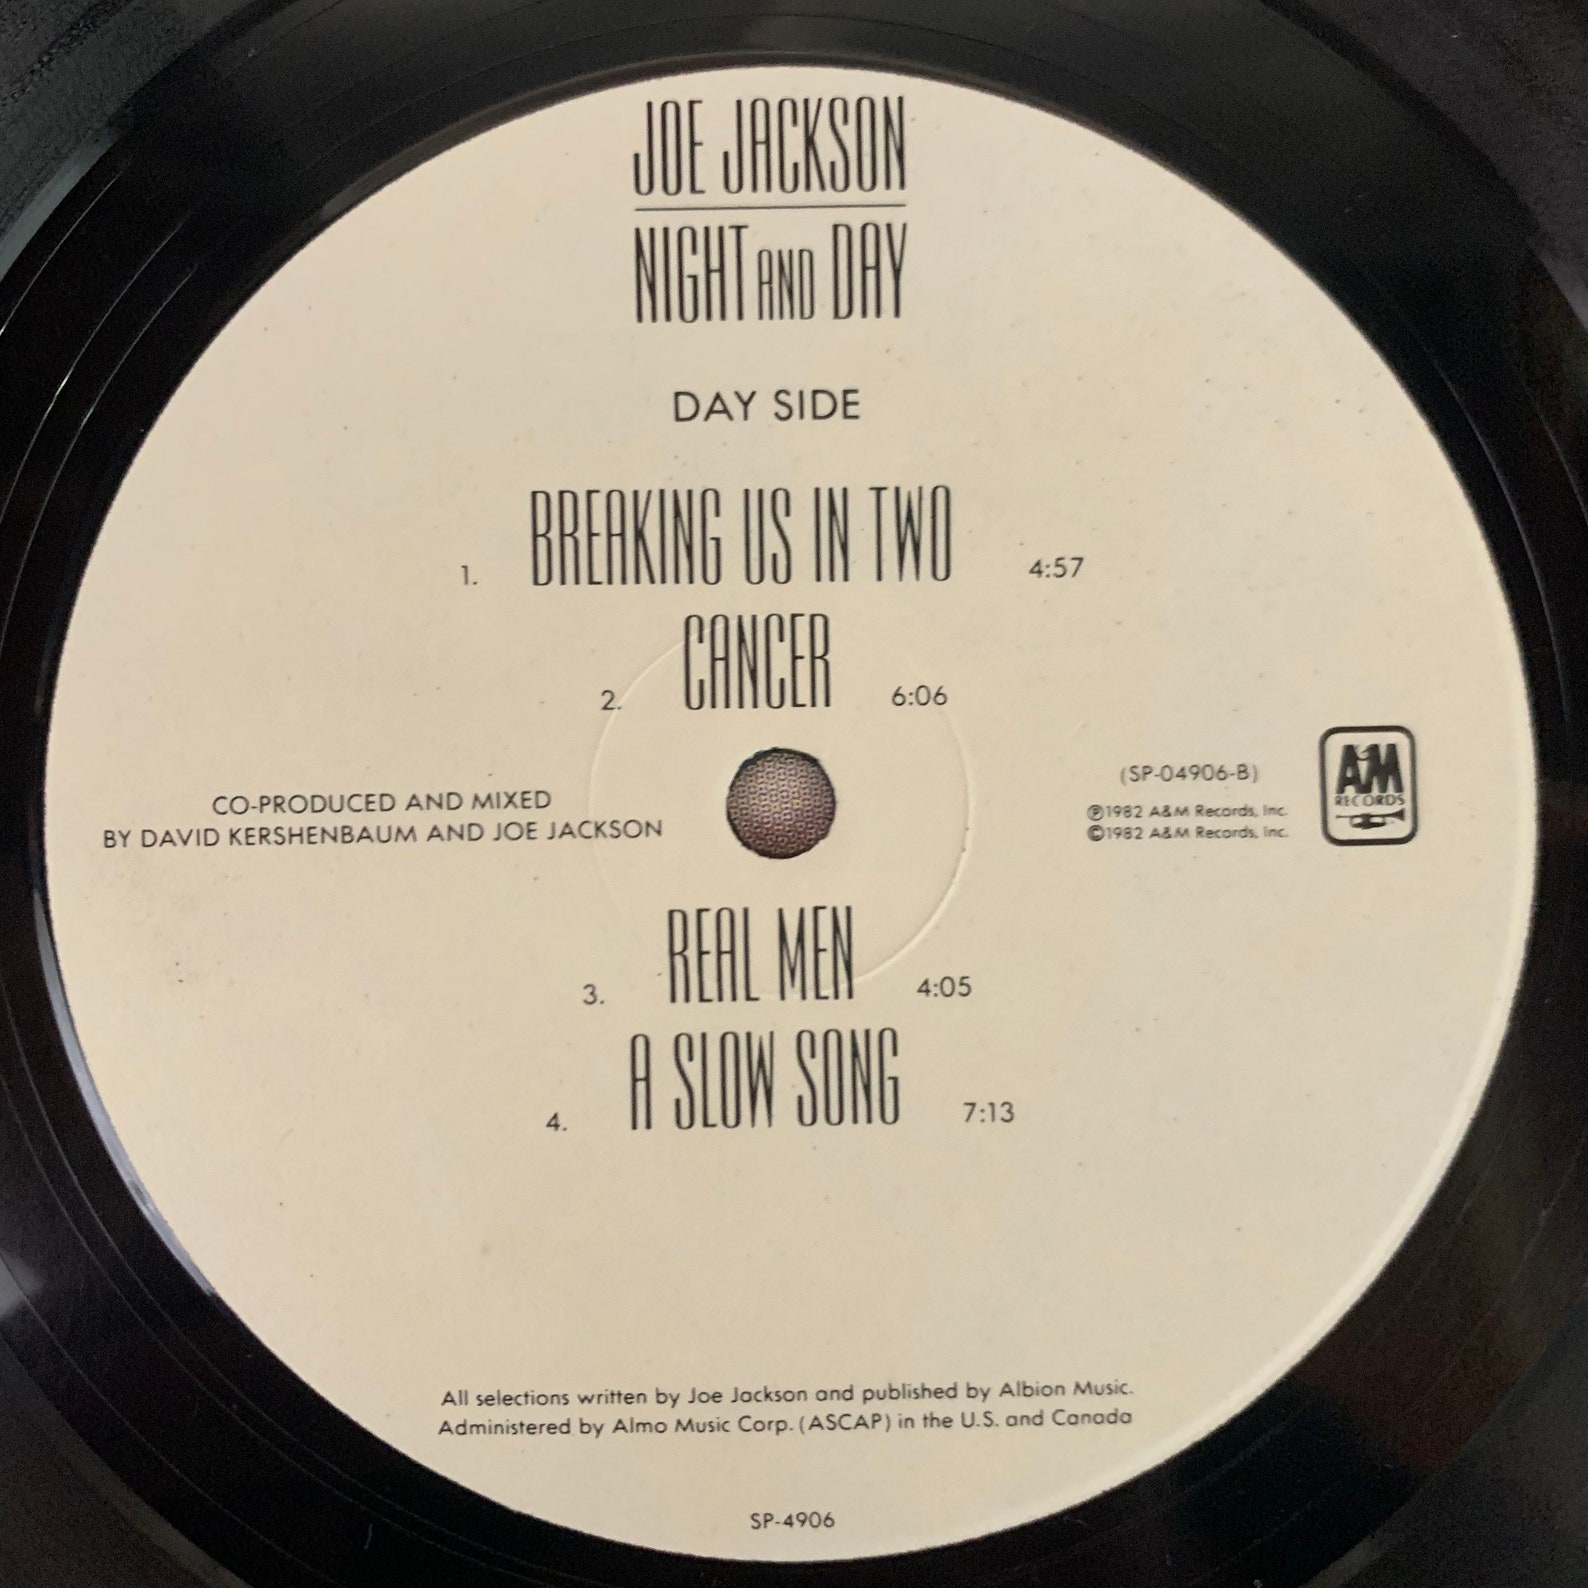 JOE JACKSON
NIGHT AND DAY
DAY SIDE
1. BREAKING US IN TWO 4:57
2. CANCER 6:06
CO-PRODUCED AND MIXED
BY DAVID KERSHENBAUM AND JOE JACKSON
(SP-04906-B)
℗1982 A&M Records, Inc.
©1982 A&M Records, Inc.
A&M
RECORDS
3. REAL MEN 4:05
4. A SLOW SONG 7:13
All selections written by Joe Jackson and published by Albion Music.
Administered by Almo Music Corp. (ASCAP) in the U.S. and Canada
SP-4906